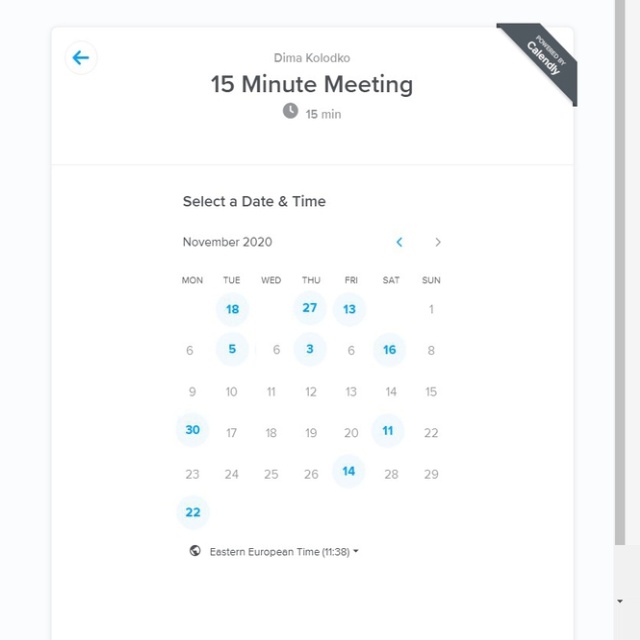 POWERED BY
Calendly
Dima Kolodko
15 Minute Meeting
15 min
Select a Date & Time
November 2020
MON TUE WED THU FRI SAT SUN
18 27 13 1
6 5 6 3 6 16 8
9 10 11 12 13 14 15
30 17 18 19 20 11 22
23 24 25 26 14 28 29
22
Eastern European Time (11:38)